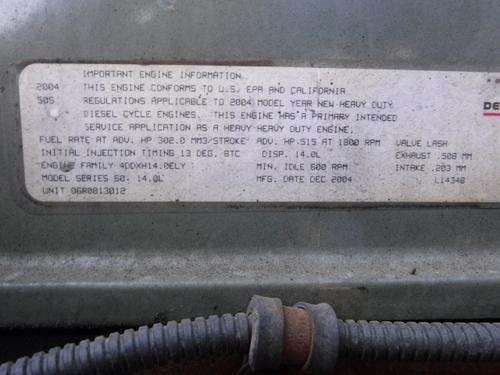 IMPORTANT ENGINE INFORMATION
2004 THIS ENGINE CONFORMS TO U.S. EPA AND CALIFORNIA
50S REGULATIONS APPLICABLE TO 2004 MODEL YEAR NEW HEAVY DUTY
DIESEL CYCLE ENGINES. THIS ENGINE HAS A PRIMARY INTENDED
SERVICE APPLICATION AS A HEAVY HEAVY DUTY ENGINE.
FUEL RATE AT ADV. HP 302.0 MM3/STROKE ADV. HP.515 AT 1800 RPM VALVE LASH
INITIAL INJECTION TIMING 13 DEG. BTC DISP. 14.0L EXHAUST .508 MM
ENGINE FAMILY 4DDXH14.0ELY MIN. IDLE 600 RPM INTAKE .203 MM
MODEL SERIES 60: 14.0L MFG. DATE DEC 2004 L14348
UNIT 06R0813012
DE